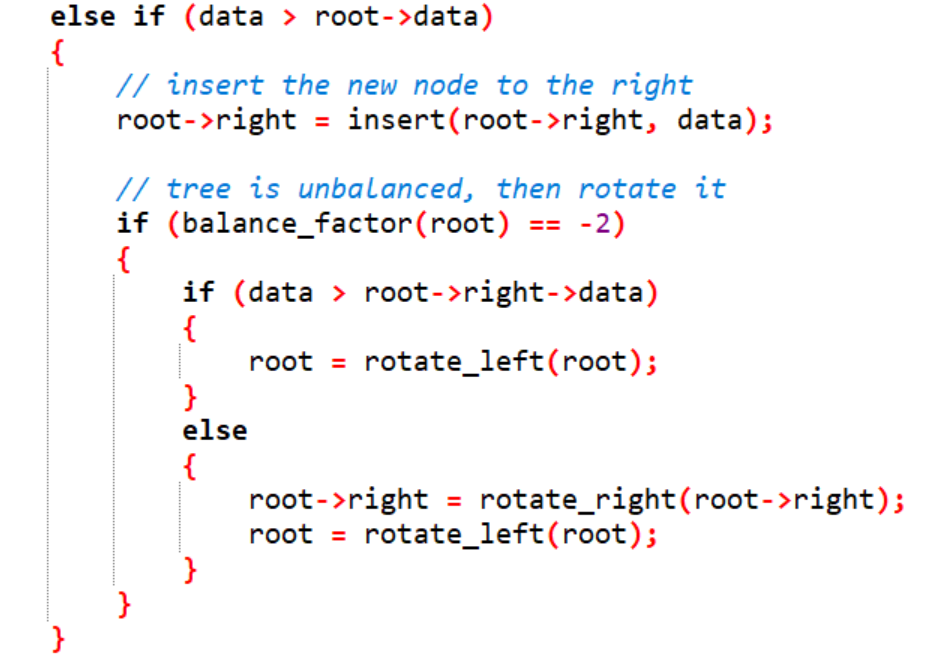 else if (data > root->data)
{
// insert the new node to the right
root->right = insert(root->right, data);
// tree is unbalanced, then rotate it
if (balance_factor(root) == -2)
{
if (data > root->right->data)
{
root = rotate_left(root);
}
else
{
root->right = rotate_right(root->right);
root = rotate_left(root);
}
}
}